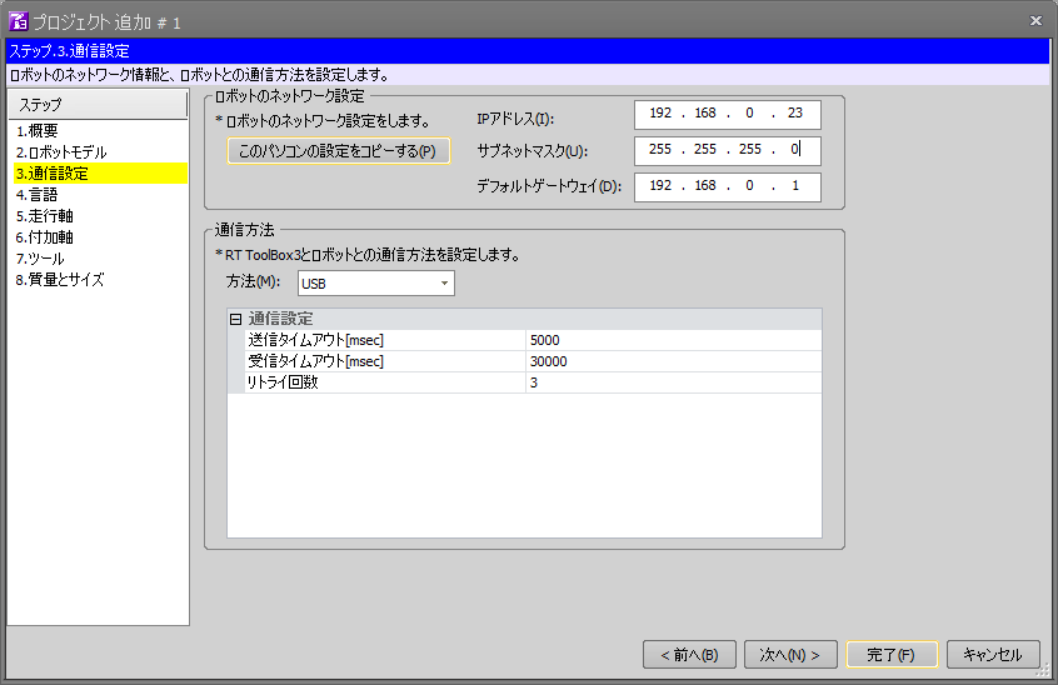 プロジェクト 追加 # 1
ステップ.3.通信設定
ロボットのネットワーク情報と、ロボットとの通信方法を設定します。
ステップ
1.概要
2.ロボットモデル
3.通信設定
4.言語
5.走行軸
6.付加軸
7.ツール
8.質量とサイズ
ロボットのネットワーク設定
*ロボットのネットワーク設定をします。
このパソコンの設定をコピーする(P)
IPアドレス(I): 192 . 168 . 0 . 23
サブネットマスク(U): 255 . 255 . 255 . 0
デフォルトゲートウェイ(D): 192 . 168 . 0 . 1
通信方法
*RT ToolBox3とロボットとの通信方法を設定します。
方法(M): USB
通信設定
送信タイムアウト[msec] 5000
受信タイムアウト[msec] 30000
リトライ回数 3
< 前へ(B) 次へ(N) > 完了(F) キャンセル